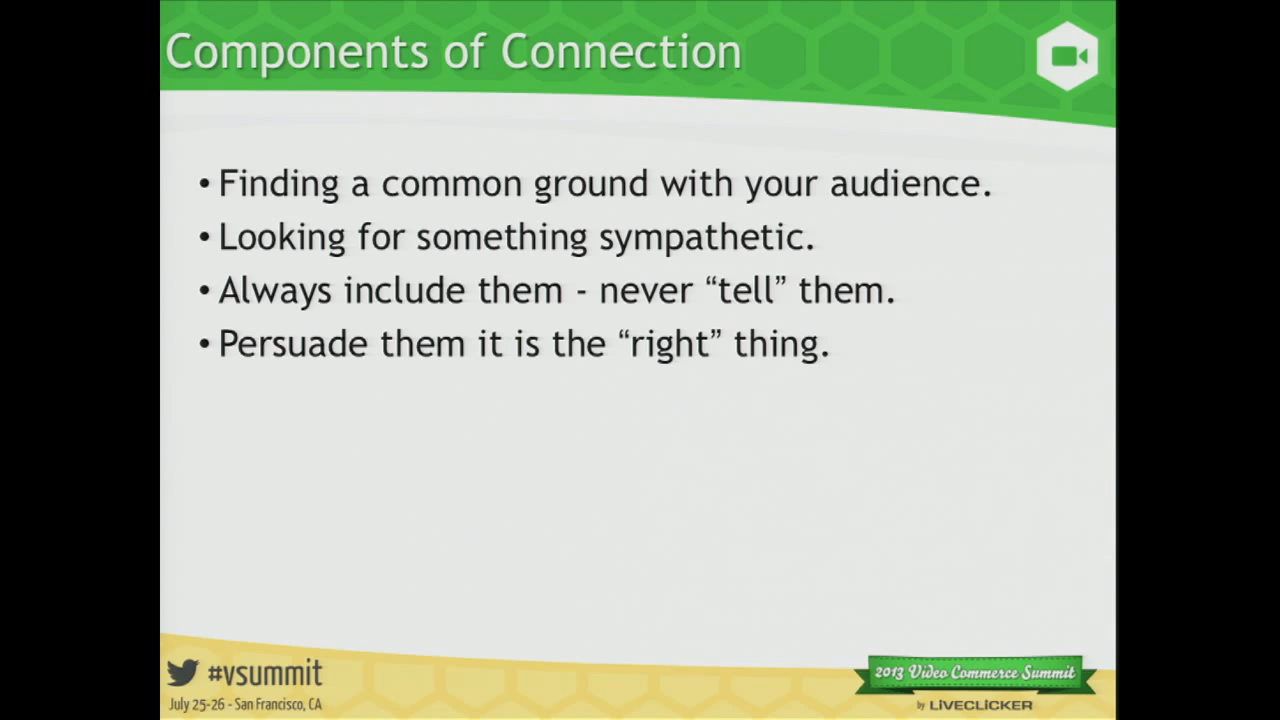 Components of Connection
• Finding a common ground with your audience.
• Looking for something sympathetic.
• Always include them - never “tell” them.
• Persuade them it is the “right” thing.
#vsummit
July 25-26 - San Francisco, CA
2013 Video Commerce Summit
by LIVECLICKER